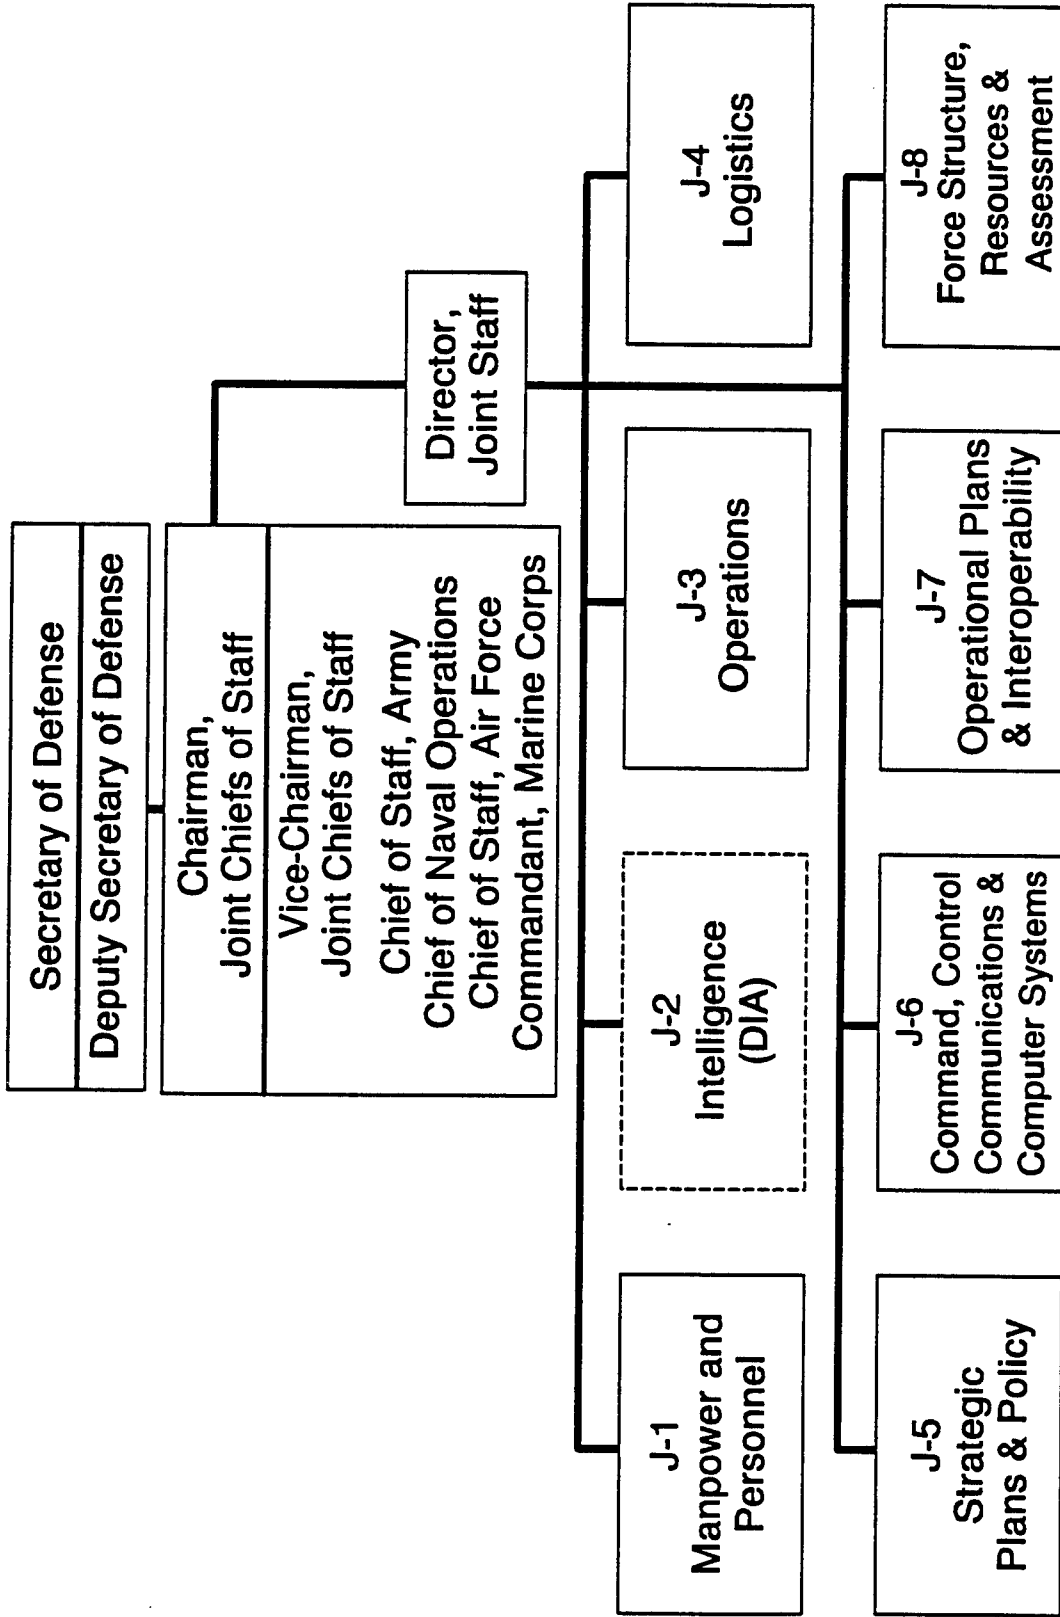 Secretary of Defense
Deputy Secretary of Defense
Chairman,
Joint Chiefs of Staff
Vice-Chairman,
Joint Chiefs of Staff
Chief of Staff, Army
Chief of Naval Operations
Chief of Staff, Air Force
Commandant, Marine Corps
Director,
Joint Staff
J-1
Manpower and
Personnel
J-2
Intelligence
(DIA)
J-3
Operations
J-4
Logistics
J-5
Strategic
Plans & Policy
J-6
Command, Control
Communications &
Computer Systems
J-7
Operational Plans
& Interoperability
J-8
Force Structure,
Resources &
Assessment